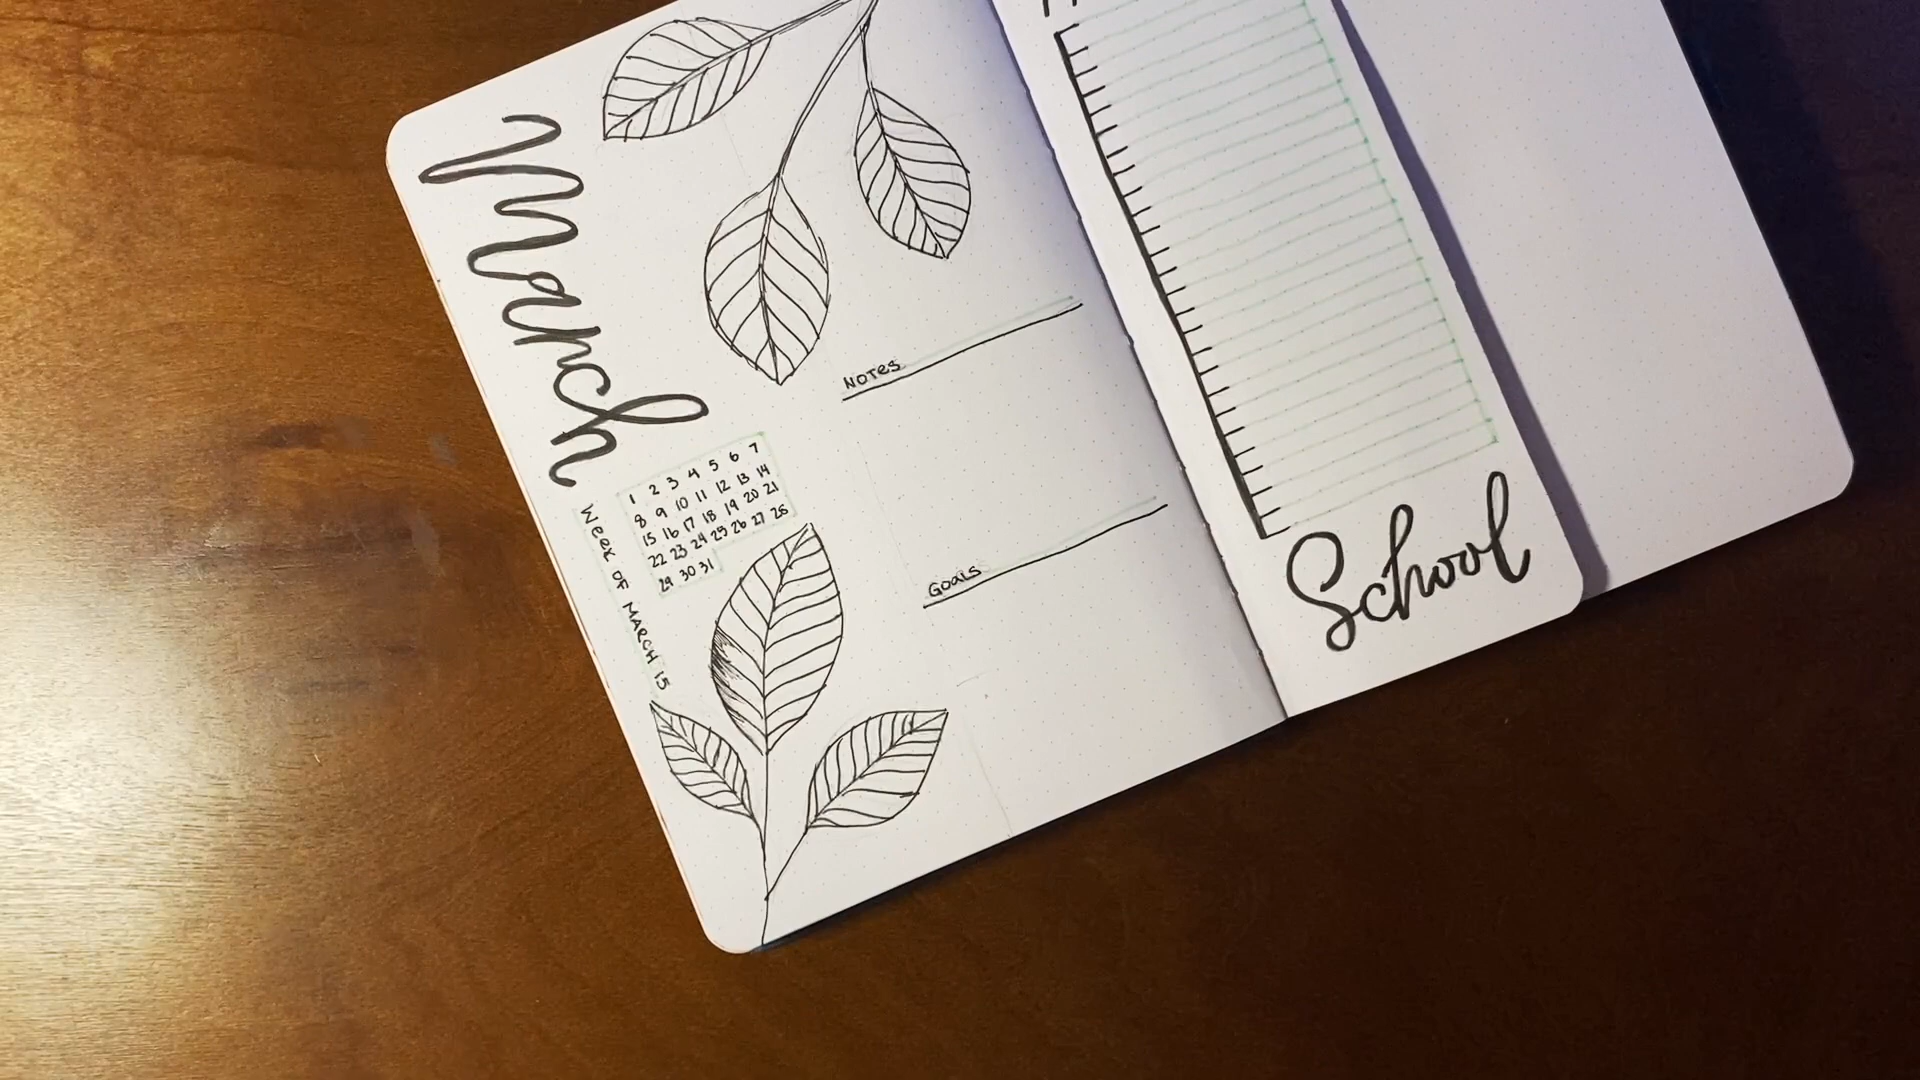 March
1 2 3 4 5 6 7
8 9 10 11 12 13 14
15 16 17 18 19 20 21
22 23 24 25 26 27 28
29 30 31
Week of March 15
Notes
Goals
School